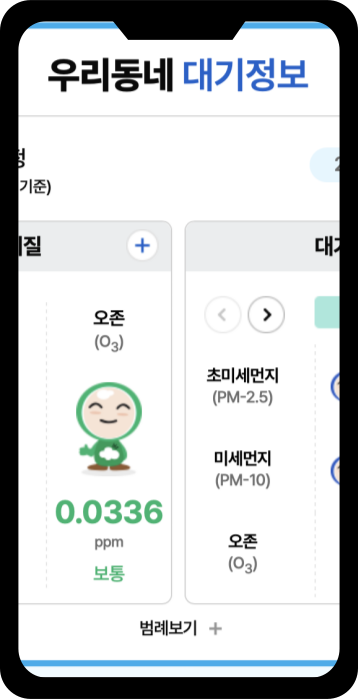 우리동네 대기정보
기준)
질
+
오존
(O3)
0.0336
ppm
보통
대기
초미세먼지
(PM-2.5)
미세먼지
(PM-10)
오존
(O3)
범례보기 +